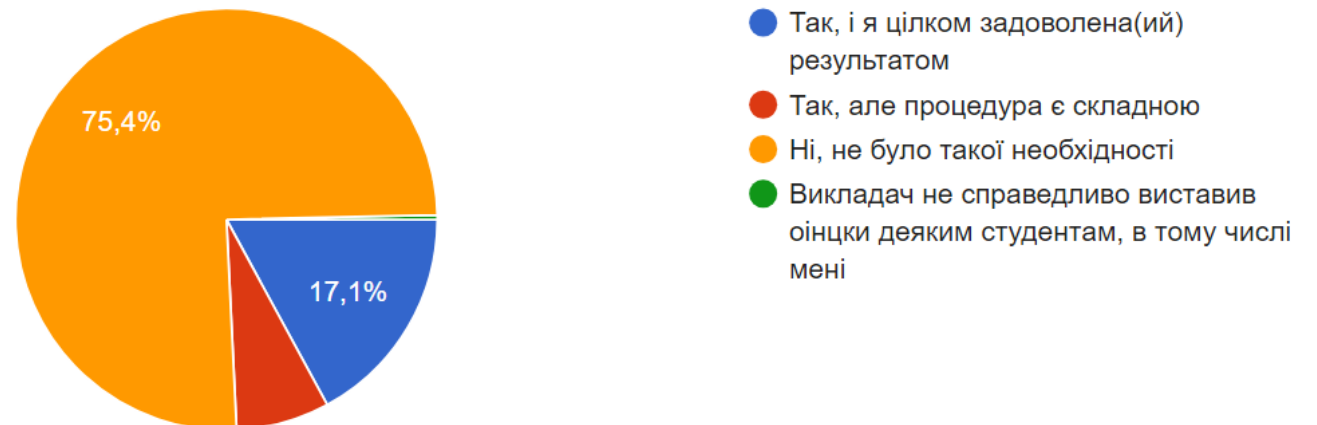 75,4%
17,1%
Так, і я цілком задоволена(ий)
результатом
Так, але процедура є складною
Ні, не було такої необхідності
Викладач не справедливо виставив
оінцки деяким студентам, в тому числі
мені